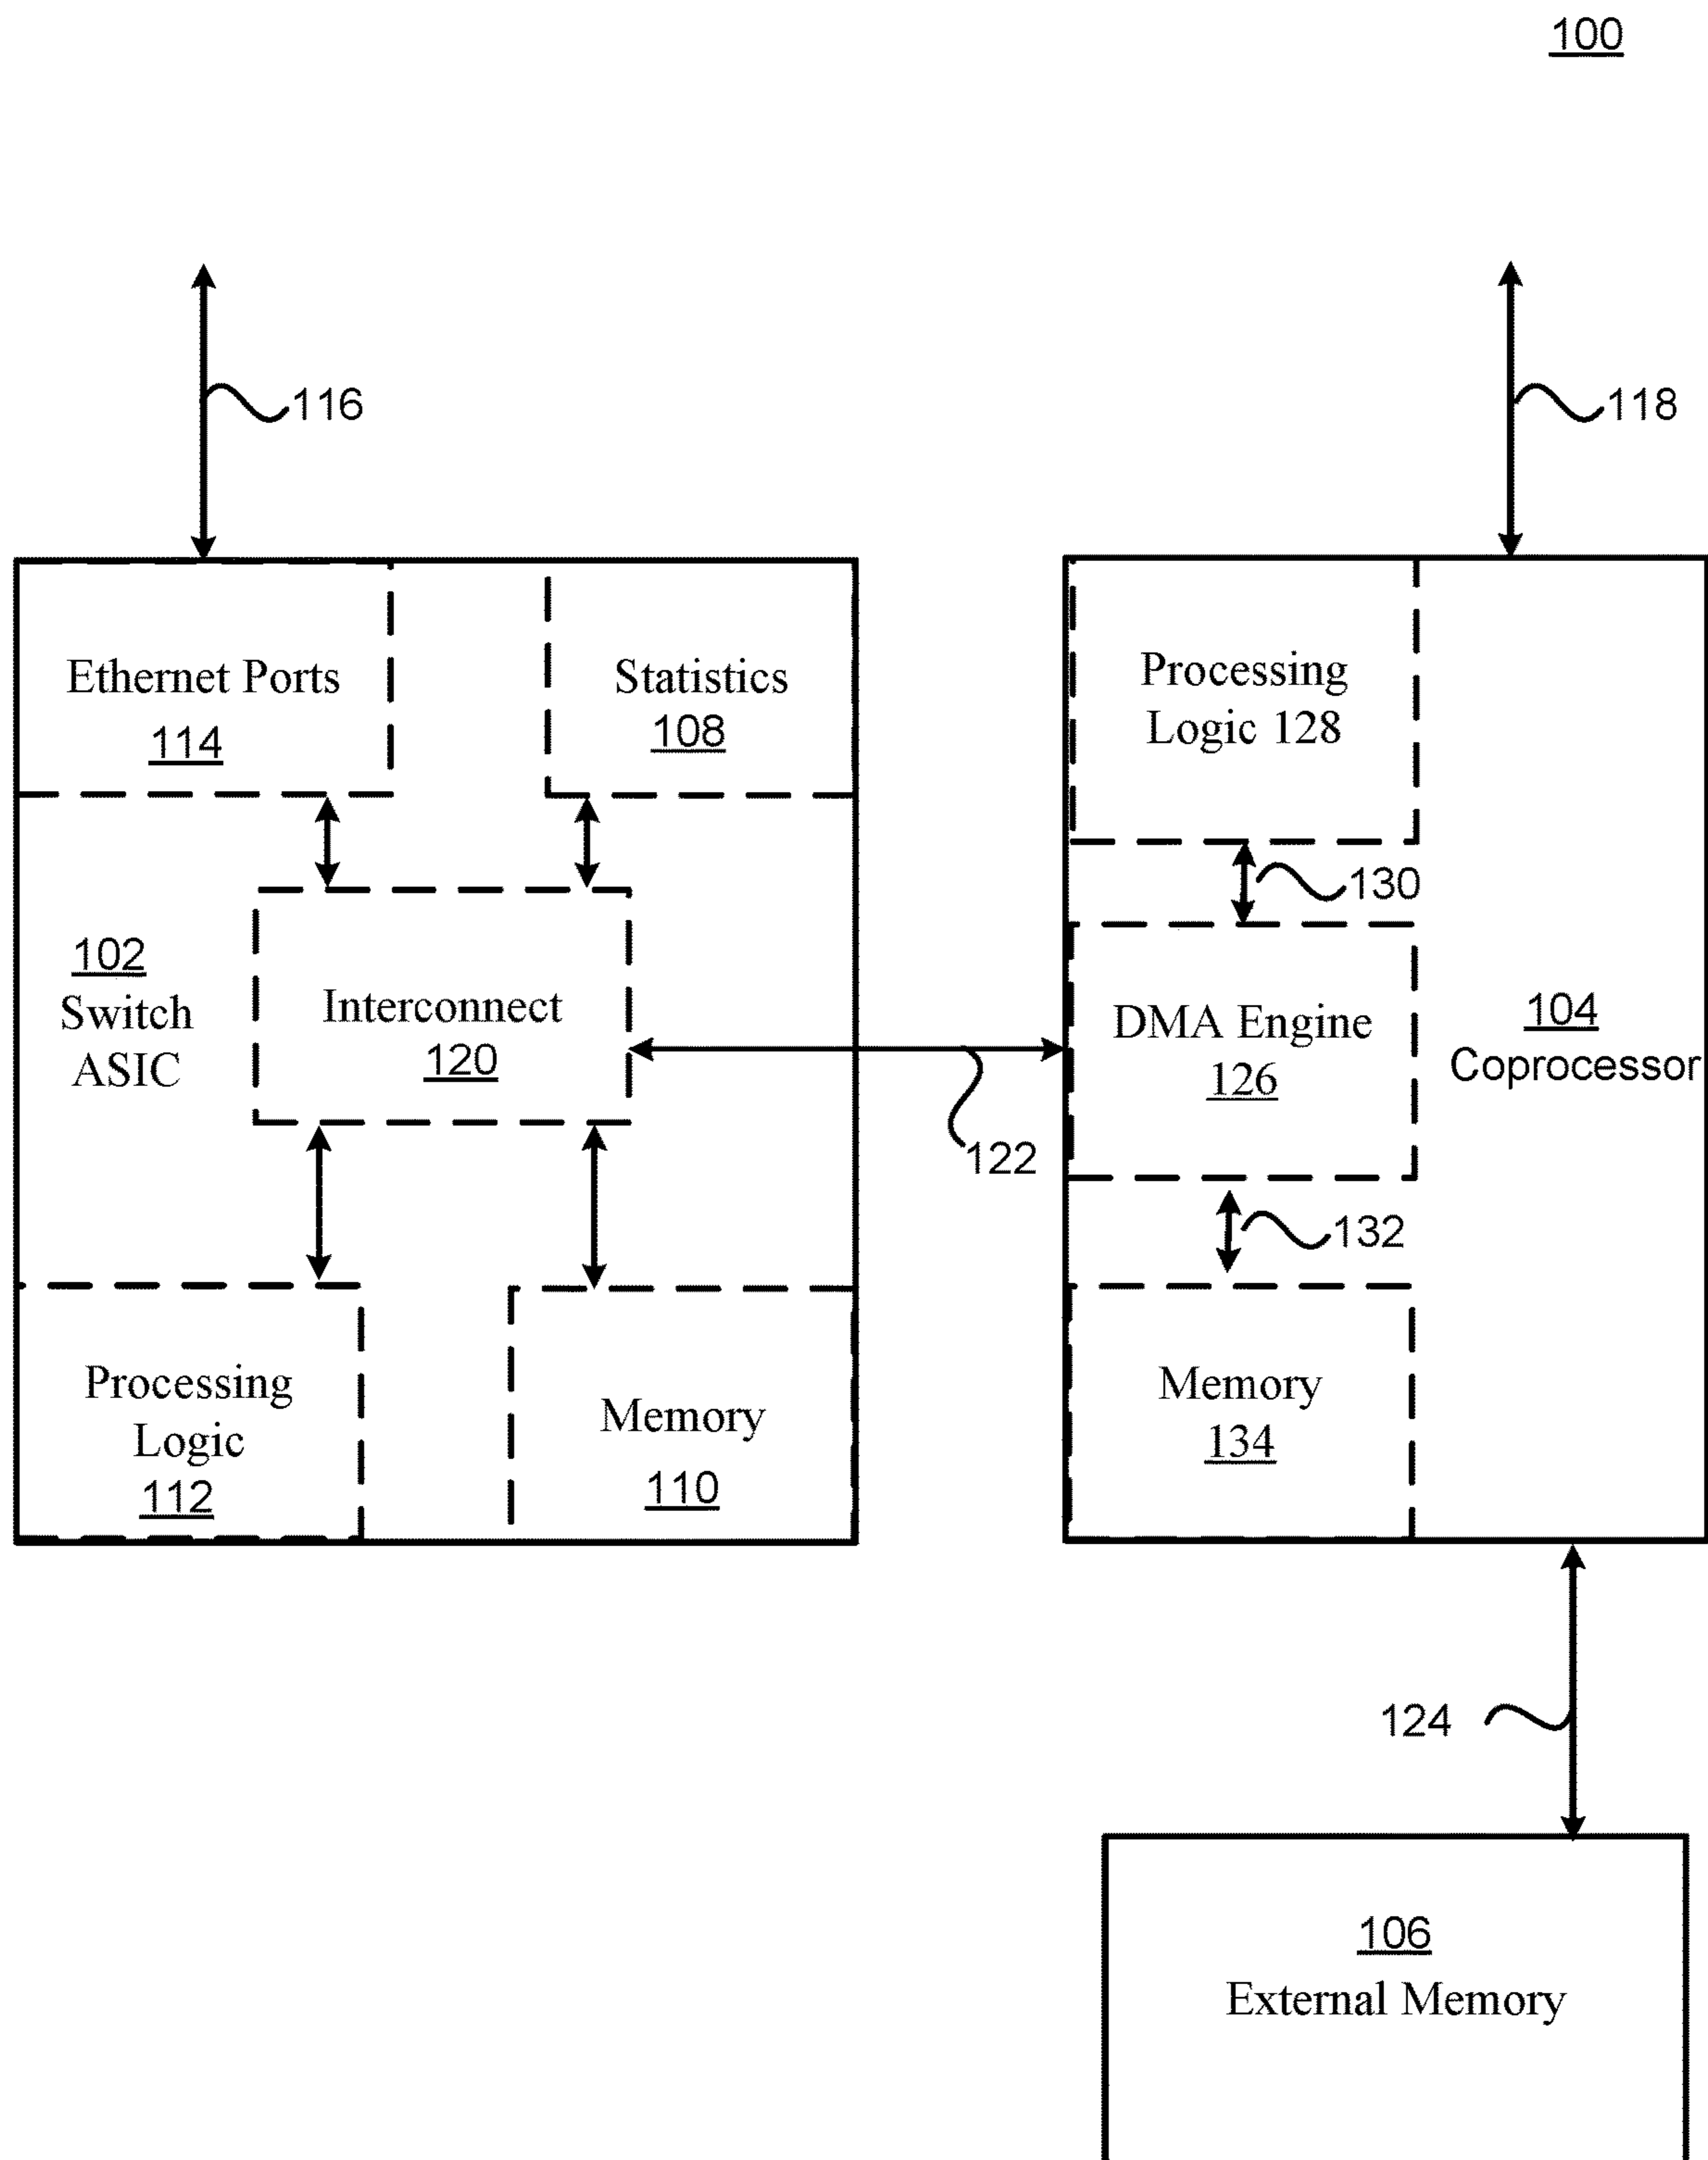 100
116
118
Ethernet Ports
114
Statistics
108
Processing
Logic 128
130
102
Switch
ASIC
Interconnect
120
DMA Engine
126
104
Coprocessor
122
132
Processing
Logic
112
Memory
110
Memory
134
124
106
External Memory